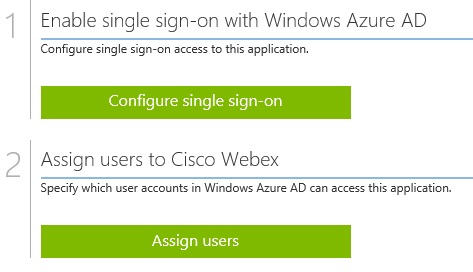 1
Enable single sign-on with Windows Azure AD
Configure single sign-on access to this application.
Configure single sign-on
2
Assign users to Cisco Webex
Specify which user accounts in Windows Azure AD can access this application.
Assign users